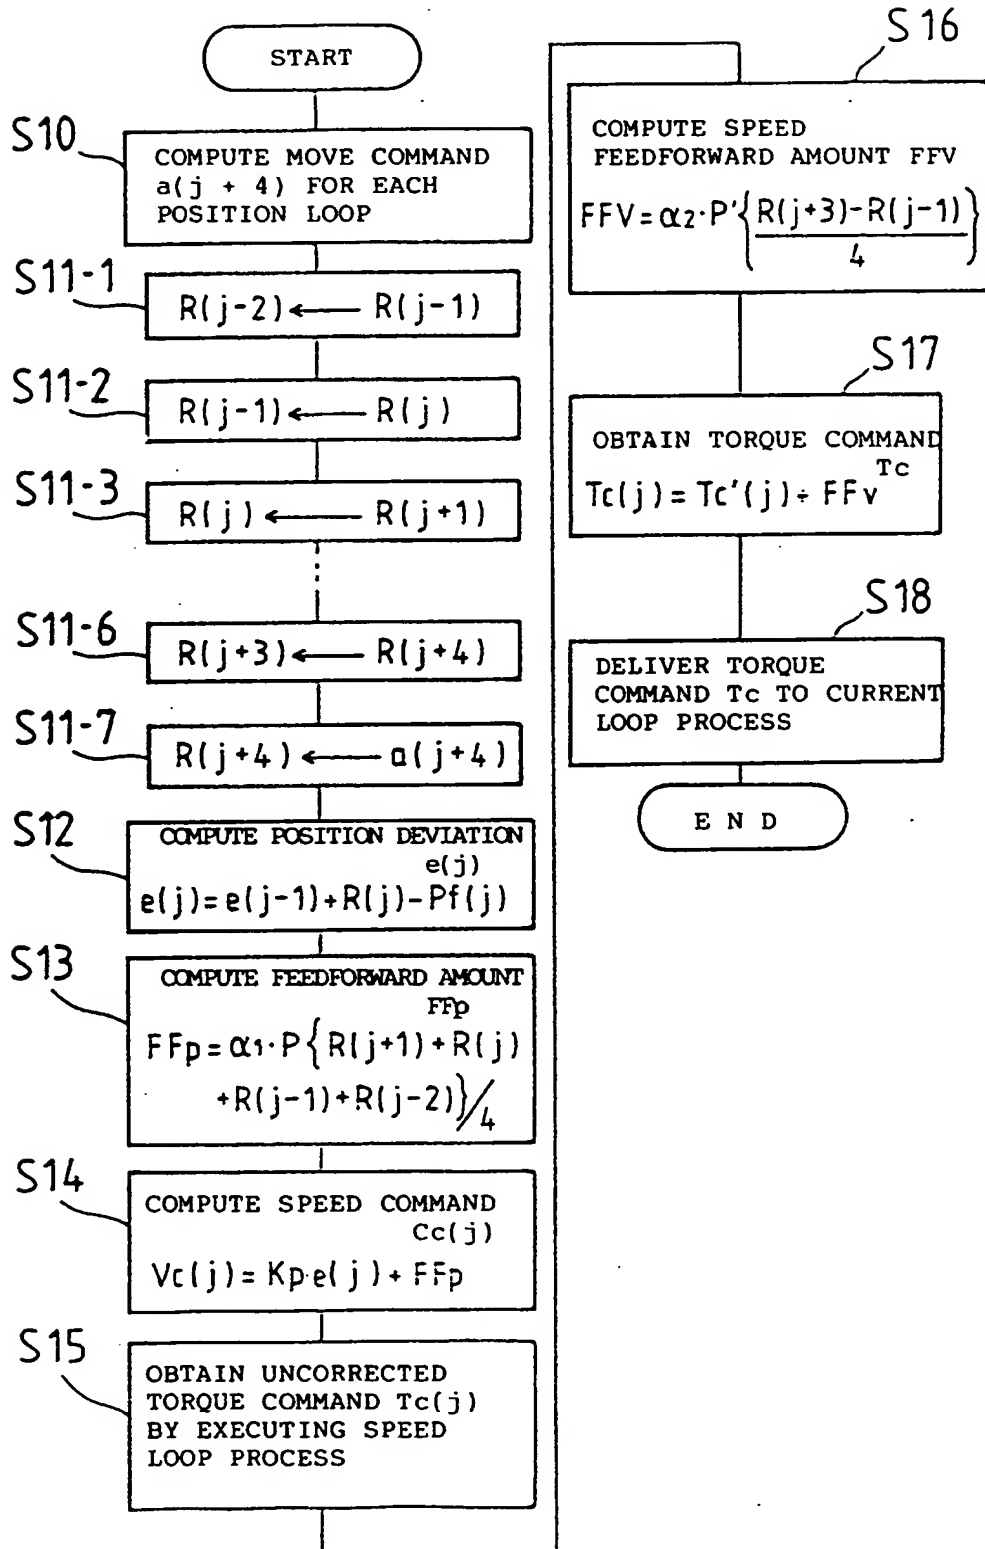 START
S10
COMPUTE MOVE COMMAND
a(j + 4) FOR EACH
POSITION LOOP
S11-1
R(j-2) ← R(j-1)
S11-2
R(j-1) ← R(j)
S11-3
R(j) ← R(j+1)
S11-6
R(j+3) ← R(j+4)
S11-7
R(j+4) ← a(j+4)
S12
COMPUTE POSITION DEVIATION
e(j)
e(j)=e(j-1)+R(j)-Pf(j)
S13
COMPUTE FEEDFORWARD AMOUNT
FFp
FFp=α1·P{R(j+1)+R(j)
+R(j-1)+R(j-2)}/4
S14
COMPUTE SPEED COMMAND
Cc(j)
Vc(j)=Kp·e(j)+FFp
S15
OBTAIN UNCORRECTED
TORQUE COMMAND Tc(j)
BY EXECUTING SPEED
LOOP PROCESS
S16
COMPUTE SPEED
FEEDFORWARD AMOUNT FFV
FFV=α2·P'{R(j+3)-R(j-1)
4}
S17
OBTAIN TORQUE COMMAND
Tc
Tc(j)=Tc'(j)÷FFv
S18
DELIVER TORQUE
COMMAND Tc TO CURRENT
LOOP PROCESS
E N D